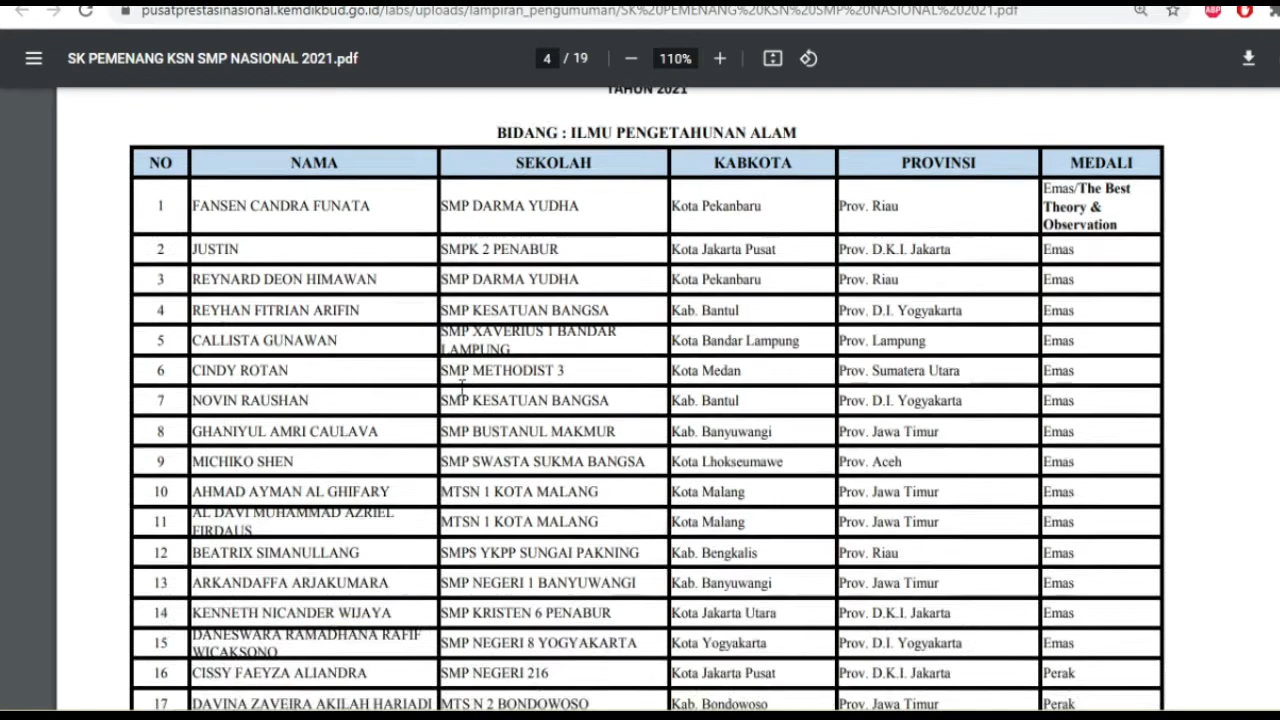 pusatprestasinasional.kemdikbud.go.id/labs/uploads/lampiran_pengumuman/SK%20PEMENANG%20KSN%20SMP%20NASIONAL%202021.pdf
ABP
SK PEMENANG KSN SMP NASIONAL 2021.pdf 4 / 19 110%
TAHUN 2021
BIDANG : ILMU PENGETAHUNAN ALAM
NO NAMA SEKOLAH KABKOTA PROVINSI MEDALI
1 FANSEN CANDRA FUNATA SMP DARMA YUDHA Kota Pekanbaru Prov. Riau Emas/The Best
Theory &
Observation
2 JUSTIN SMPK 2 PENABUR Kota Jakarta Pusat Prov. D.K.I. Jakarta Emas
3 REYNARD DEON HIMAWAN SMP DARMA YUDHA Kota Pekanbaru Prov. Riau Emas
4 REYHAN FITRIAN ARIFIN SMP KESATUAN BANGSA Kab. Bantul Prov. D.I. Yogyakarta Emas
5 CALLISTA GUNAWAN SMP XAVERIUS 1 BANDAR LAMPUNG Kota Bandar Lampung Prov. Lampung Emas
6 CINDY ROTAN SMP METHODIST 3 Kota Medan Prov. Sumatera Utara Emas
7 NOVIN RAUSHAN SMP KESATUAN BANGSA Kab. Bantul Prov. D.I. Yogyakarta Emas
8 GHANIYUL AMRI CAULAVA SMP BUSTANUL MAKMUR Kab. Banyuwangi Prov. Jawa Timur Emas
9 MICHIKO SHEN SMP SWASTA SUKMA BANGSA Kota Lhokseumawe Prov. Aceh Emas
10 AHMAD AYMAN AL GHIFARY MTSN 1 KOTA MALANG Kota Malang Prov. Jawa Timur Emas
11 AL DAVI MUHAMMAD AZRIEL FIRDAUS MTSN 1 KOTA MALANG Kota Malang Prov. Jawa Timur Emas
12 BEATRIX SIMANULLANG SMPS YKPP SUNGAI PAKNING Kab. Bengkalis Prov. Riau Emas
13 ARKANDAFFA ARJAKUMARA SMP NEGERI 1 BANYUWANGI Kab. Banyuwangi Prov. Jawa Timur Emas
14 KENNETH NICANDER WIJAYA SMP KRISTEN 6 PENABUR Kota Jakarta Utara Prov. D.K.I. Jakarta Emas
15 DANESWARA RAMADHANA RAFIF WICAKSONO SMP NEGERI 8 YOGYAKARTA Kota Yogyakarta Prov. D.I. Yogyakarta Emas
16 CISSY FAEYZA ALIANDRA SMP NEGERI 216 Kota Jakarta Pusat Prov. D.K.I. Jakarta Perak
17 DAVINA ZAVEIRA AKILAH HARIADI MTS N 2 BONDOWOSO Kab. Bondowoso Prov. Jawa Timur Perak